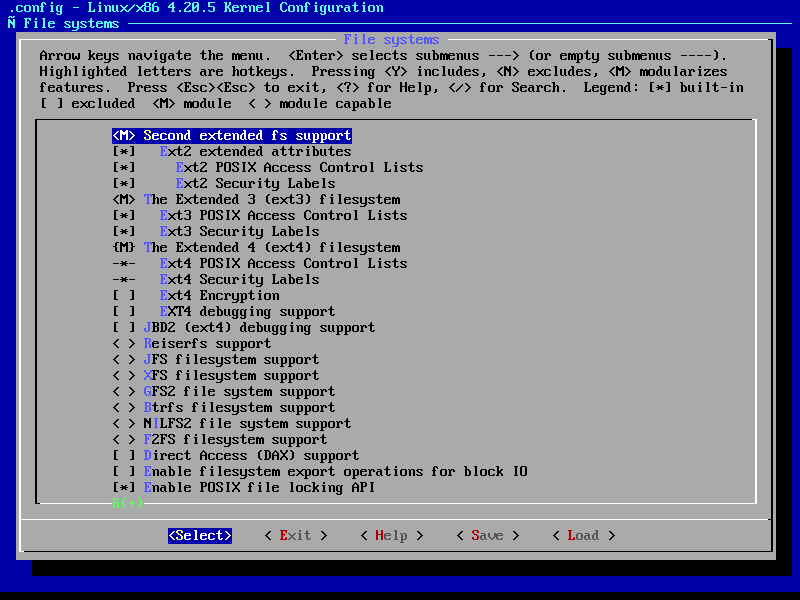 .config - Linux/x86 4.20.5 Kernel Configuration
Ñ File systems
File systems
Arrow keys navigate the menu.  <Enter> selects submenus ---> (or empty submenus ----).
Highlighted letters are hotkeys.  Pressing <Y> includes, <N> excludes, <M> modularizes
features.  Press <Esc><Esc> to exit, <?> for Help, </> for Search.  Legend: [*] built-in
[ ] excluded  <M> module  < > module capable
<M> Second extended fs support
[*]   Ext2 extended attributes
[*]     Ext2 POSIX Access Control Lists
[*]     Ext2 Security Labels
<M> The Extended 3 (ext3) filesystem
[*]   Ext3 POSIX Access Control Lists
[*]   Ext3 Security Labels
{M} The Extended 4 (ext4) filesystem
-*-   Ext4 POSIX Access Control Lists
-*-   Ext4 Security Labels
[ ]   Ext4 Encryption
[ ]   EXT4 debugging support
[ ] JBD2 (ext4) debugging support
< > Reiserfs support
< > JFS filesystem support
< > XFS filesystem support
< > GFS2 file system support
< > Btrfs filesystem support
< > NILFS2 file system support
< > F2FS filesystem support
[ ] Direct Access (DAX) support
[ ] Enable filesystem export operations for block IO
[*] Enable POSIX file locking API
(+)
<Select>    < Exit >    < Help >    < Save >    < Load >